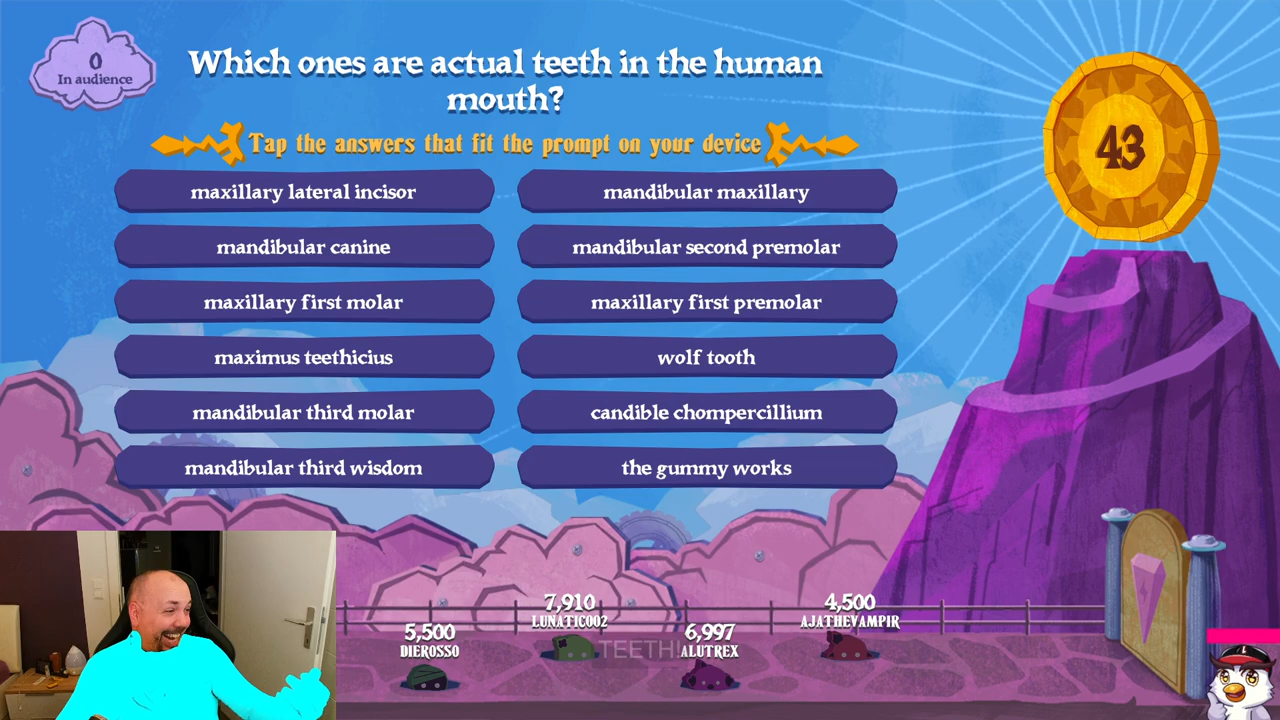 0
In audience
Which ones are actual teeth in the human
mouth?
Tap the answers that fit the prompt on your device
43
maxillary lateral incisor
mandibular maxillary
mandibular canine
mandibular second premolar
maxillary first molar
maxillary first premolar
maximus teethicius
wolf tooth
mandibular third molar
candible chompercillium
mandibular third wisdom
the gummy works
5,500
DIEROSSO
7,910
LUNATIC002
6,997
ALUTREX
4,500
AJATHEVAMPIR
TEETH!